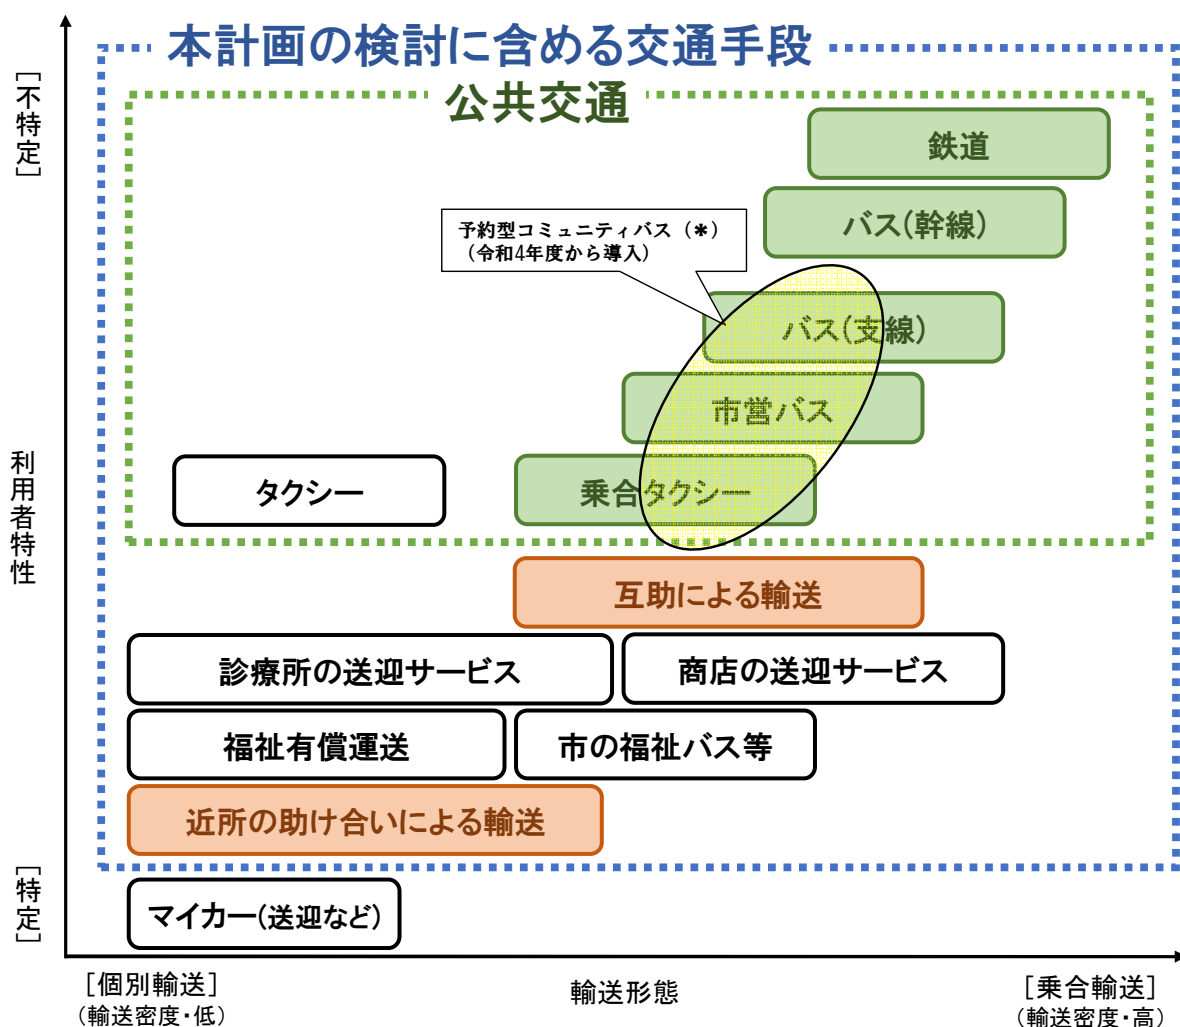 本計画の検討に含める交通手段
公共交通
[不特定]
鉄道
バス(幹線)
予約型コミュニティバス（＊）
（令和4年度から導入）
バス(支線)
市営バス
タクシー
乗合タクシー
利用者特性
互助による輸送
診療所の送迎サービス
商店の送迎サービス
福祉有償運送
市の福祉バス等
近所の助け合いによる輸送
[特定]
マイカー(送迎など)
[個別輸送]
(輸送密度・低)
輸送形態
[乗合輸送]
(輸送密度・高)